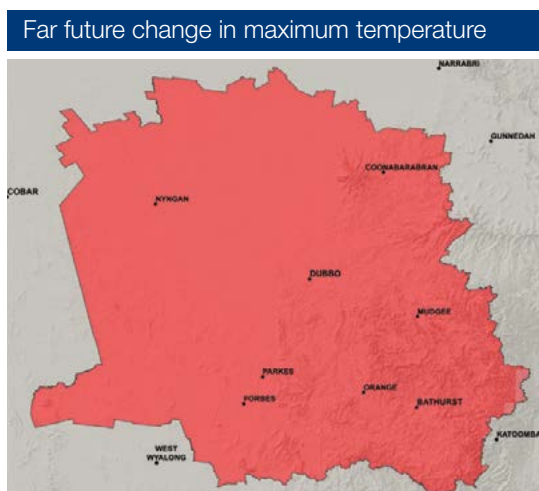 Far future change in maximum temperature
NARRABRI
GUNNEDAH
COONABARABRAN
COBAR
NYNGAN
DUBBO
MUDGEE
PARKES
ORANGE
FORBES
BATHURST
KATOOMBA
WEST
WYALONG